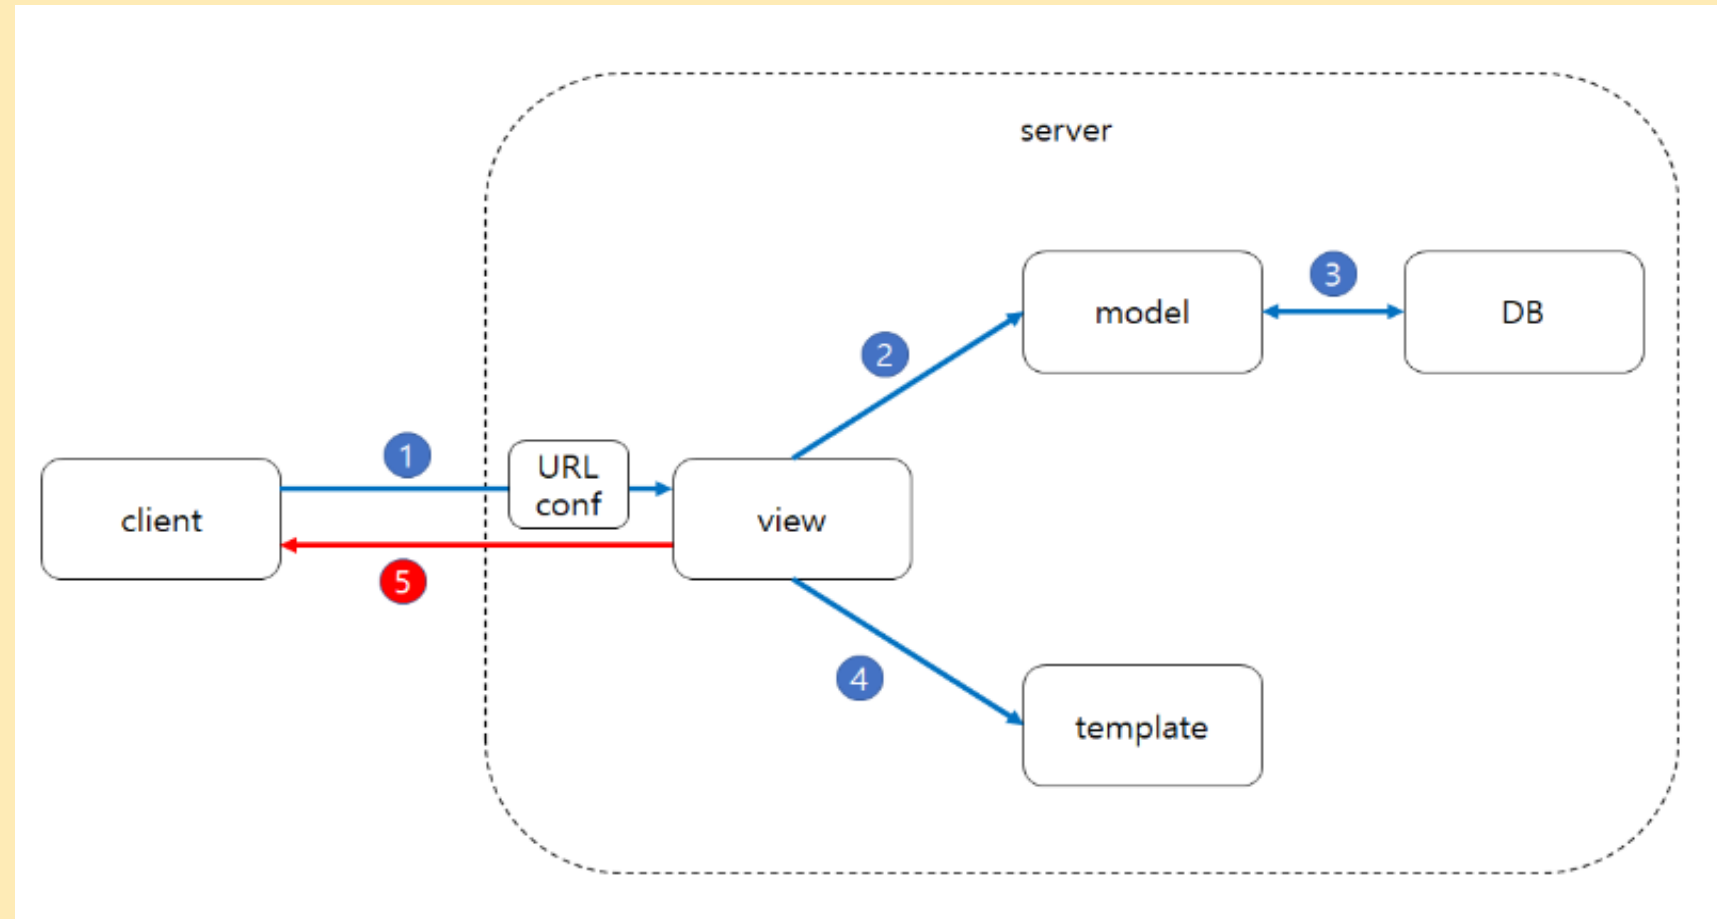 server
model
3
DB
2
1
URL
conf
client
view
5
4
template